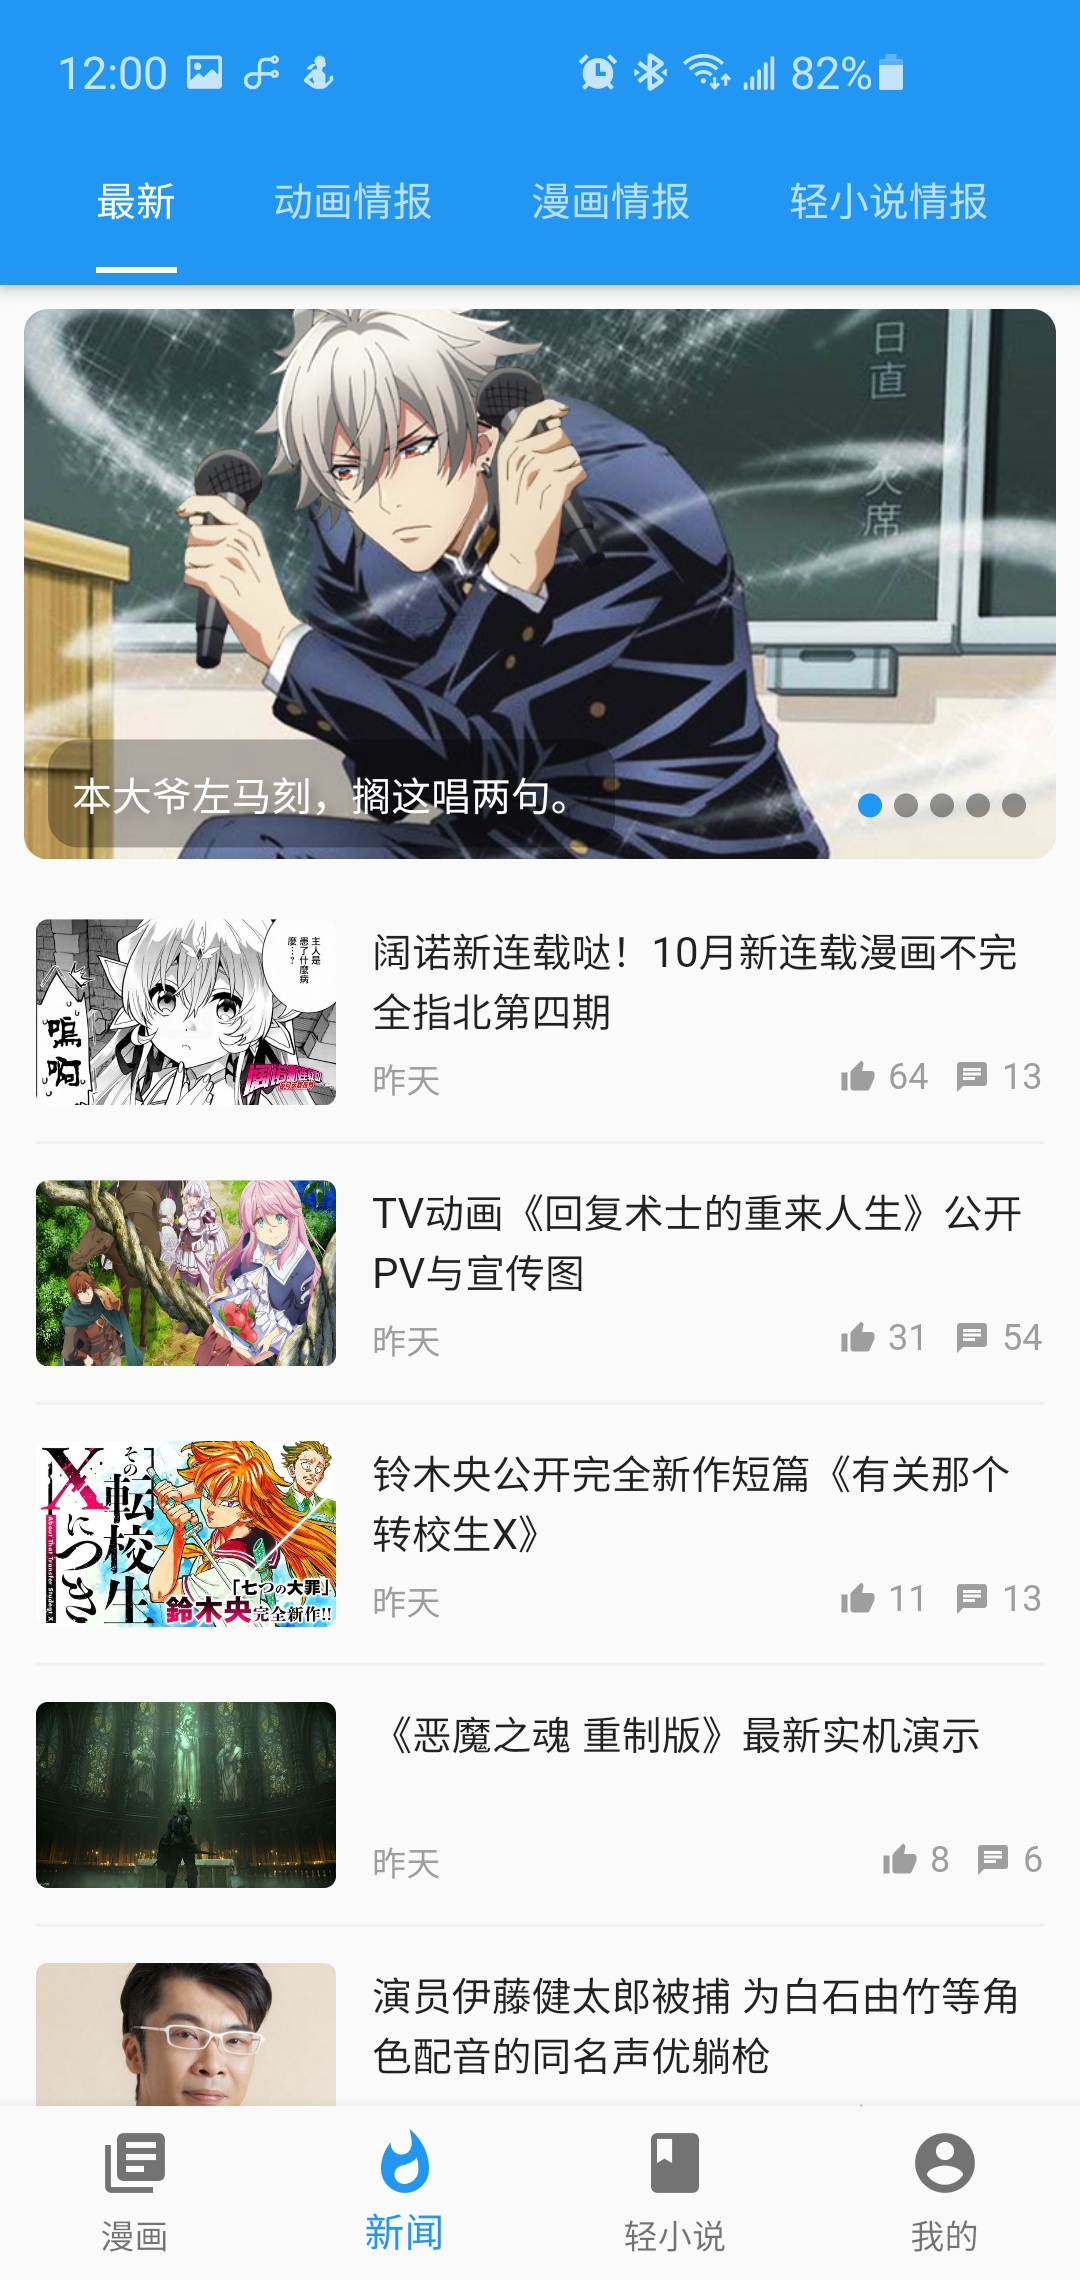 12:00
82%
最新 动画情报 漫画情报 轻小说情报
日直
欠席
本大爷左马刻，搁这唱两句。
主人是
患了什麼病
麼…？
嗚啊
阔诺新连载哒！10月新连载漫画不完
全指北第四期
昨天 64 13
TV动画《回复术士的重来人生》公开
PV与宣传图
昨天 31 54
その転校生
Xにつき
About That Transfer Student X
「七つの大罪」
鈴木央完全新作!!
铃木央公开完全新作短篇《有关那个
转校生X》
昨天 11 13
《恶魔之魂 重制版》最新实机演示
昨天 8 6
演员伊藤健太郎被捕 为白石由竹等角
色配音的同名声优躺枪
漫画 新闻 轻小说 我的